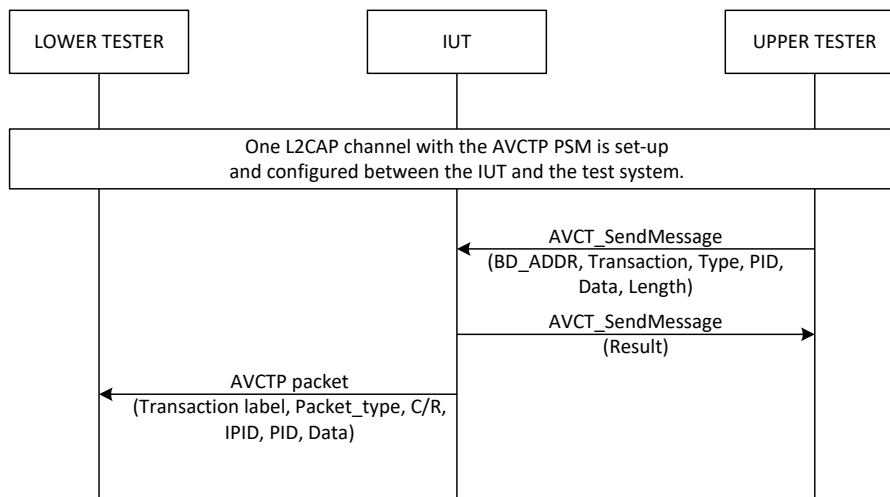 LOWER TESTER
IUT
UPPER TESTER
One L2CAP channel with the AVCTP PSM is set-up
and configured between the IUT and the test system.
AVCT_SendMessage
(BD_ADDR, Transaction, Type, PID,
Data, Length)
AVCT_SendMessage
(Result)
AVCTP packet
(Transaction label, Packet_type, C/R,
IPID, PID, Data)